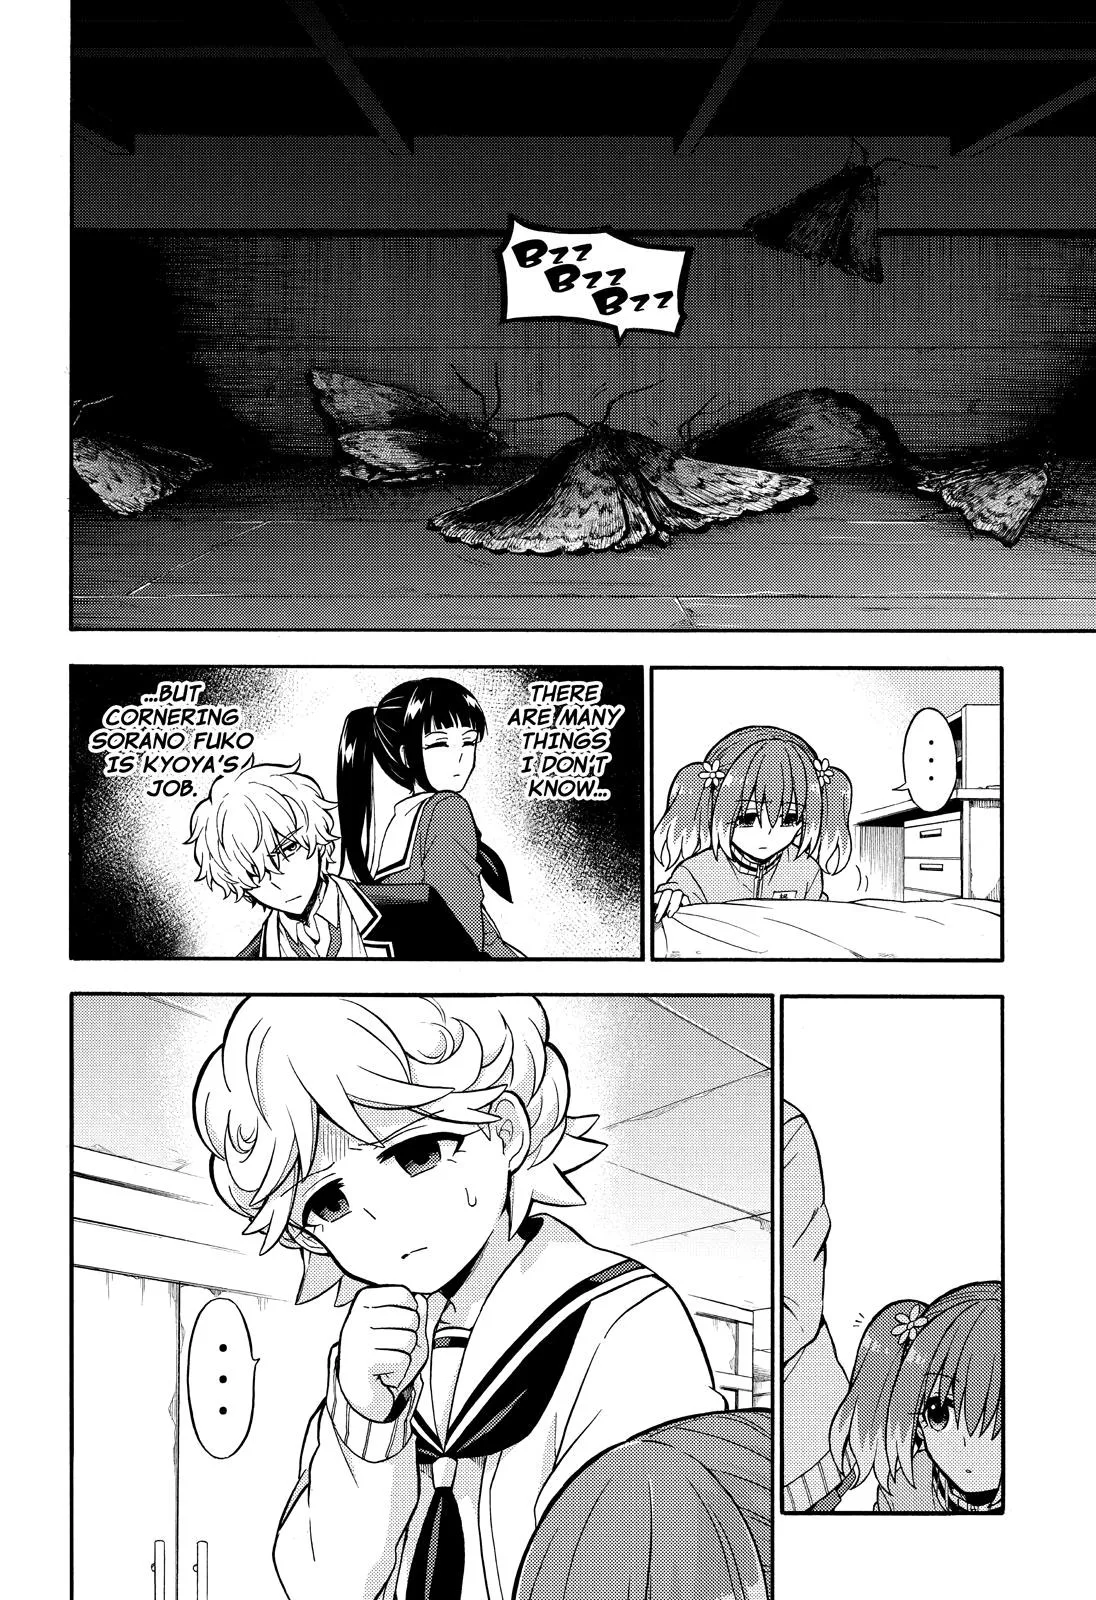 BZZ
BZZ
BZZ
...
THERE
ARE MANY
THINGS
I DON'T
KNOW...
...BUT
CORNERING
SORANO FUKO
IS KYOYA'S
JOB.
...